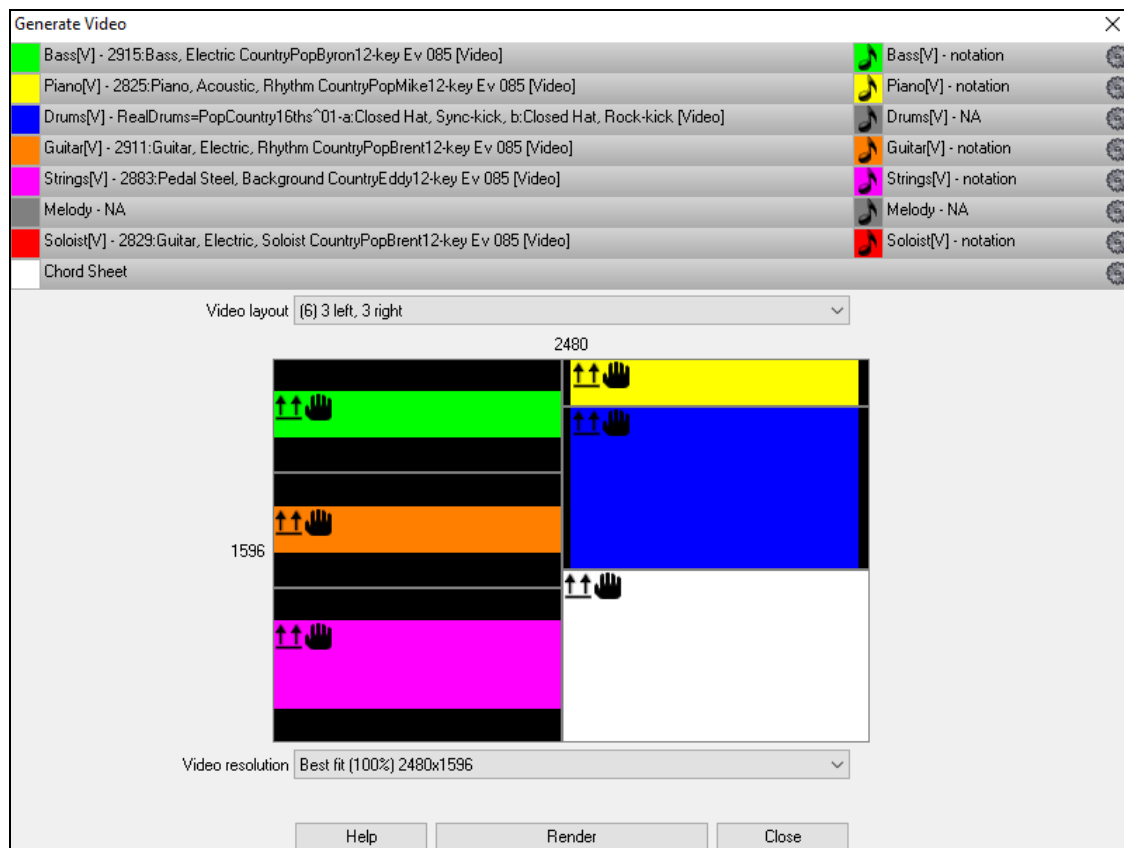 Generate Video
Bass[V] - 2915:Bass, Electric CountryPopByron12-key Ev 085 [Video]
Bass[V] - notation
Piano[V] - 2825:Piano, Acoustic, Rhythm CountryPopMike12-key Ev 085 [Video]
Piano[V] - notation
Drums[V] - RealDrums=PopCountry16ths^01-a:Closed Hat, Sync-kick, b:Closed Hat, Rock-kick [Video]
Drums[V] - NA
Guitar[V] - 2911:Guitar, Electric, Rhythm CountryPopBrent12-key Ev 085 [Video]
Guitar[V] - notation
Strings[V] - 2883:Pedal Steel, Background CountryEddy12-key Ev 085 [Video]
Strings[V] - notation
Melody - NA
Melody - NA
Soloist[V] - 2829:Guitar, Electric, Soloist CountryPopBrent12-key Ev 085 [Video]
Soloist[V] - notation
Chord Sheet
Video layout (6) 3 left, 3 right
2480
1596
Video resolution Best fit (100%) 2480x1596
Help Render Close